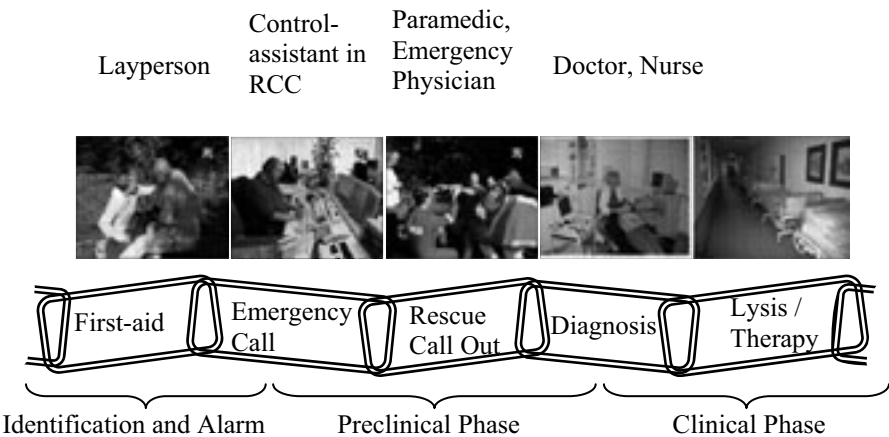 Layperson
Control-
assistant in
RCC
Paramedic,
Emergency
Physician
Doctor, Nurse
First-aid
Emergency
Call
Rescue
Call Out
Diagnosis
Lysis /
Therapy
Identification and Alarm
Preclinical Phase
Clinical Phase